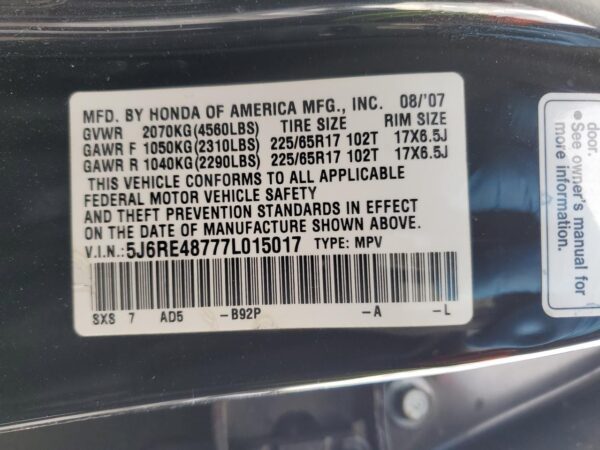 MFD. BY HONDA OF AMERICA MFG., INC. 08/'07
GVWR 2070KG(4560LBS) TIRE SIZE RIM SIZE
GAWR F 1050KG(2310LBS) 225/65R17 102T 17X6.5J
GAWR R 1040KG(2290LBS) 225/65R17 102T 17X6.5J
THIS VEHICLE CONFORMS TO ALL APPLICABLE
FEDERAL MOTOR VEHICLE SAFETY
AND THEFT PREVENTION STANDARDS IN EFFECT
ON THE DATE OF MANUFACTURE SHOWN ABOVE.
V.I.N.:5J6RE48777L015017 TYPE: MPV
SXS 7 AD5 -B92P -A -L
door.
• See owner's manual for
more information.